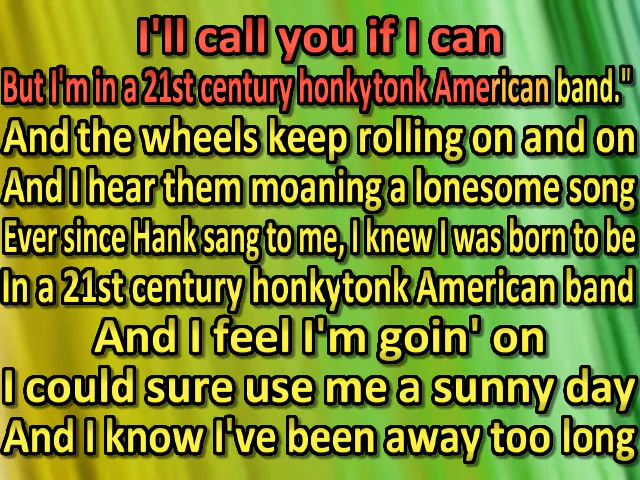 I'll call you if I can
But I'm in a 21st century honkytonk American band."
And the wheels keep rolling on and on
And I hear them moaning a lonesome song
Ever since Hank sang to me, I knew I was born to be
In a 21st century honkytonk American band
And I feel I'm goin' on
I could sure use me a sunny day
And I know I've been away too long